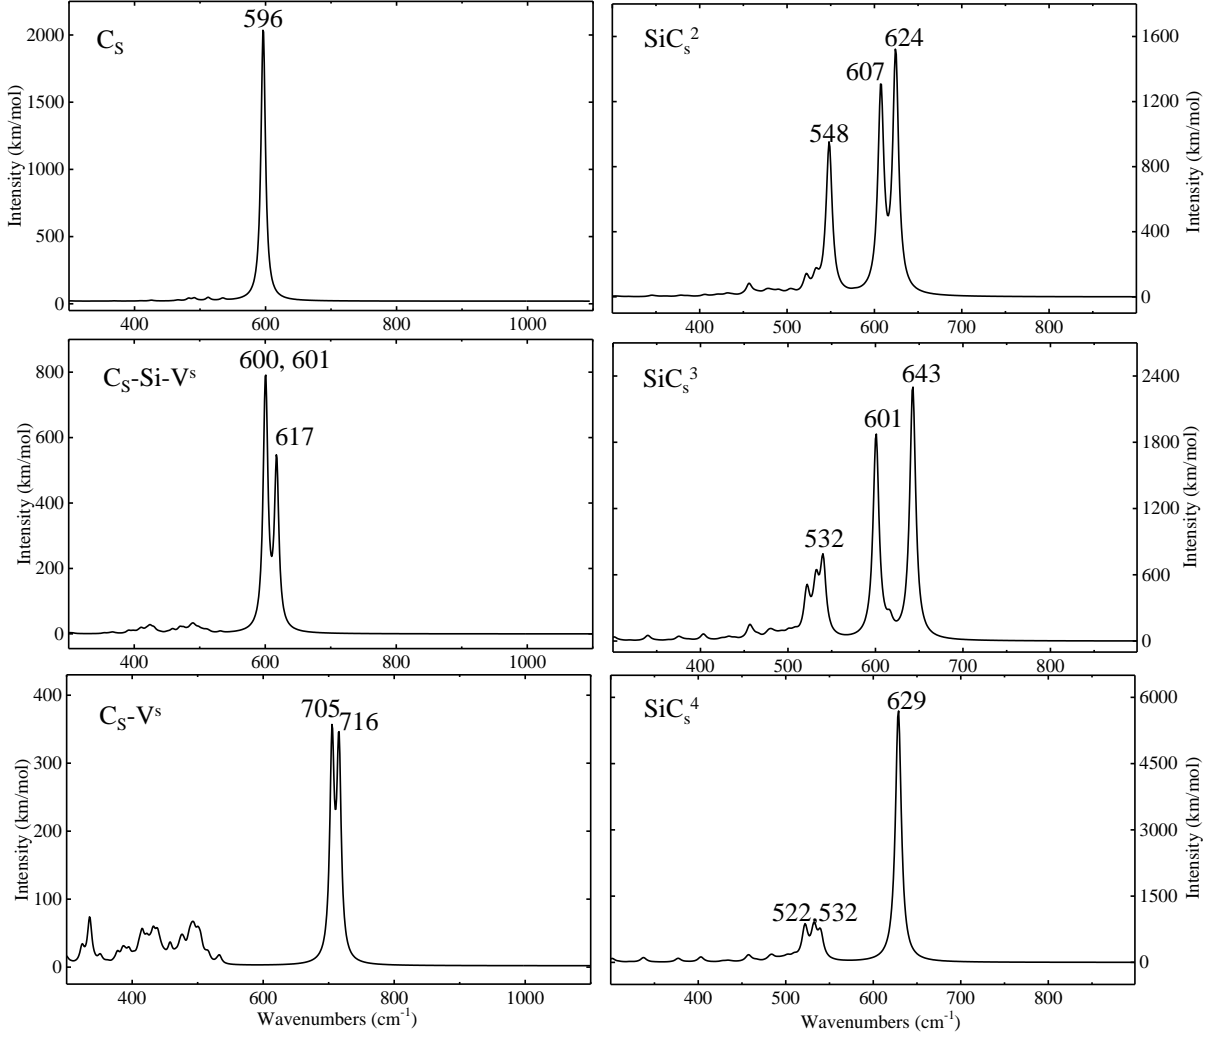 C_S
596
Intensity (km/mol)
2000
1500
1000
500
0
400 600 800 1000
SiC_s^2
548
607
624
1600
1200
800
400
0
Intensity (km/mol)
400 500 600 700 800
C_S-Si-V^s
600, 601
617
Intensity (km/mol)
800
600
400
200
0
400 600 800 1000
SiC_s^3
532
601
643
2400
1800
1200
600
0
Intensity (km/mol)
400 500 600 700 800
C_S-V^s
705
716
Intensity (km/mol)
400
300
200
100
0
400 600 800 1000
Wavenumbers (cm^-1)
SiC_s^4
522,532
629
6000
4500
3000
1500
0
Intensity (km/mol)
400 500 600 700 800
Wavenumbers (cm^-1)